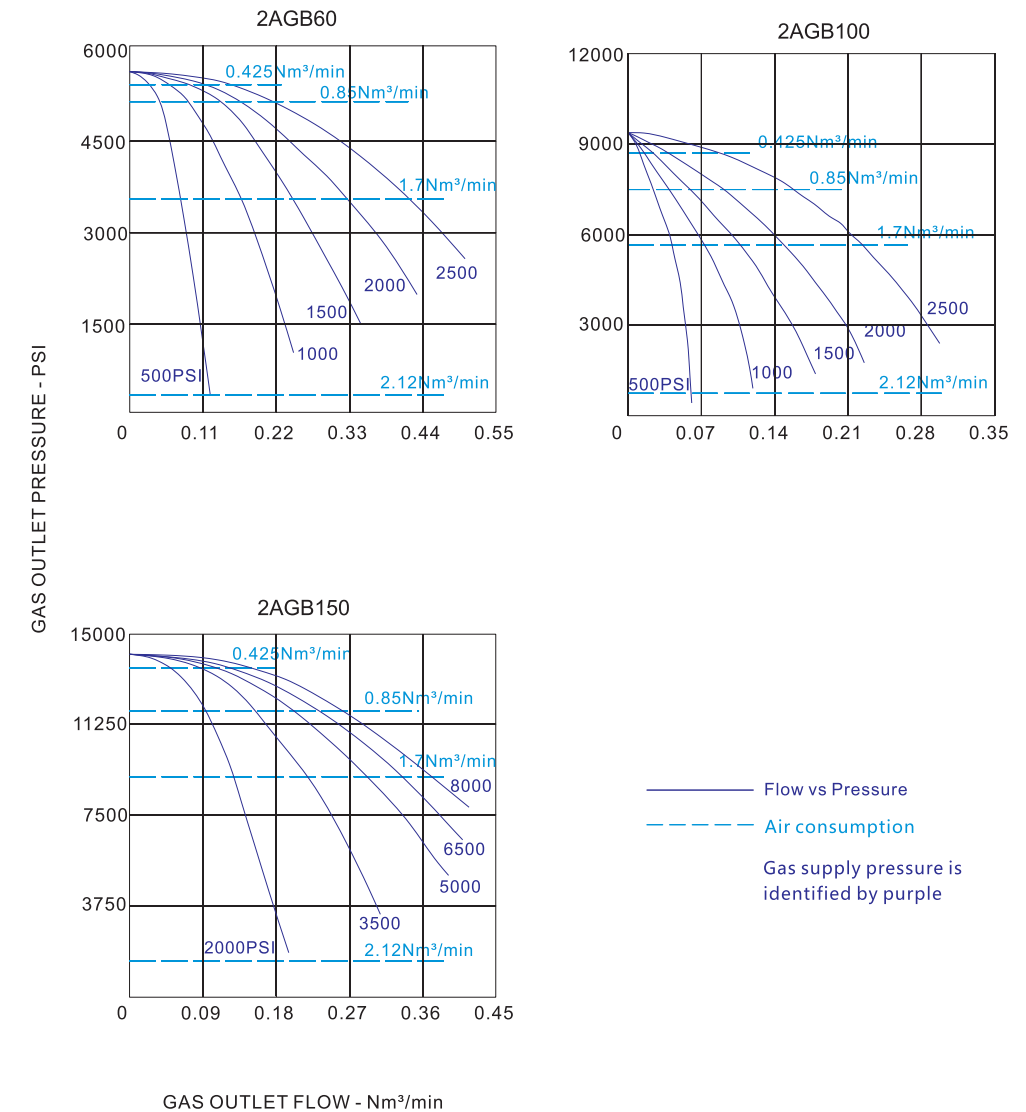 2AGB60
6000
4500
3000
1500
0.425Nm³/min
0.85Nm³/min
1.7Nm³/min
2500
2000
1500
1000
500PSI
2.12Nm³/min
0 0.11 0.22 0.33 0.44 0.55
2AGB100
12000
9000
6000
3000
0.425Nm³/min
0.85Nm³/min
1.7Nm³/min
2500
2000
1500
1000
500PSI
2.12Nm³/min
0 0.07 0.14 0.21 0.28 0.35
GAS OUTLET PRESSURE - PSI
2AGB150
15000
11250
7500
3750
0.425Nm³/min
0.85Nm³/min
1.7Nm³/min
8000
6500
5000
3500
2000PSI
2.12Nm³/min
0 0.09 0.18 0.27 0.36 0.45
Flow vs Pressure
Air consumption
Gas supply pressure is
identified by purple
GAS OUTLET FLOW - Nm³/min